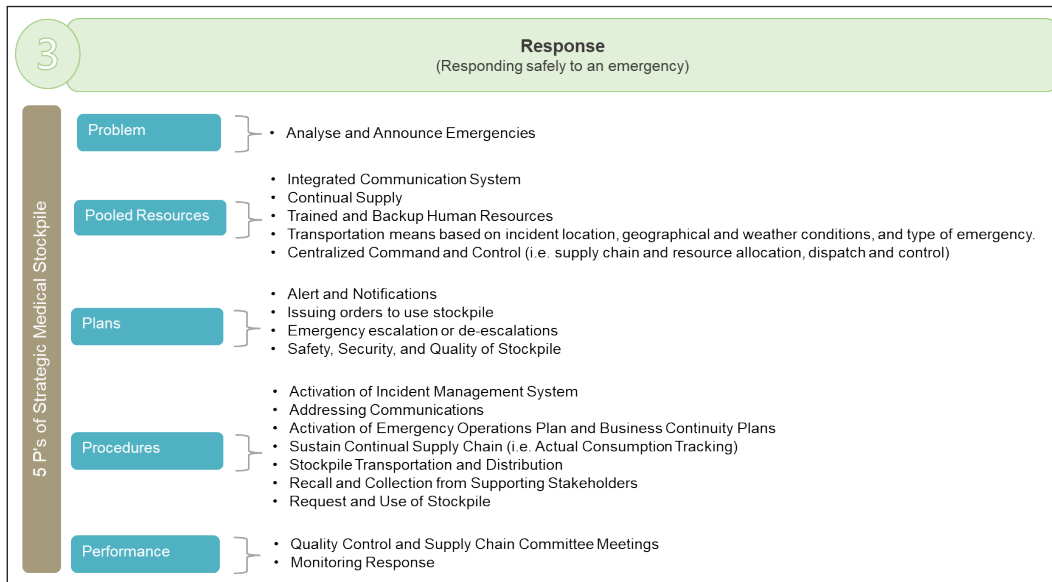 3
Response
(Responding safely to an emergency)
5 P's of Strategic Medical Stockpile
Problem
• Analyse and Announce Emergencies
Pooled Resources
• Integrated Communication System
• Continual Supply
• Trained and Backup Human Resources
• Transportation means based on incident location, geographical and weather conditions, and type of emergency.
• Centralized Command and Control (i.e. supply chain and resource allocation, dispatch and control)
Plans
• Alert and Notifications
• Issuing orders to use stockpile
• Emergency escalation or de-escalations
• Safety, Security, and Quality of Stockpile
Procedures
• Activation of Incident Management System
• Addressing Communications
• Activation of Emergency Operations Plan and Business Continuity Plans
• Sustain Continual Supply Chain (i.e. Actual Consumption Tracking)
• Stockpile Transportation and Distribution
• Recall and Collection from Supporting Stakeholders
• Request and Use of Stockpile
Performance
• Quality Control and Supply Chain Committee Meetings
• Monitoring Response